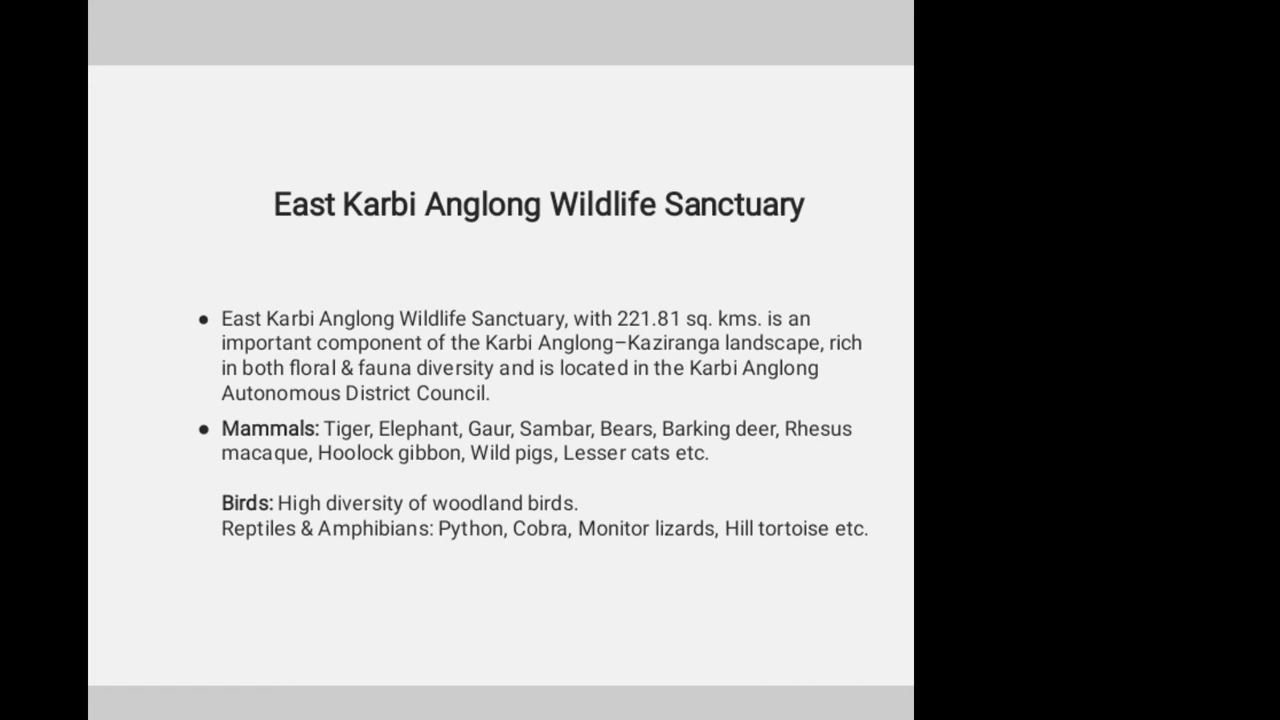 East Karbi Anglong Wildlife Sanctuary
● East Karbi Anglong Wildlife Sanctuary, with 221.81 sq. kms. is an
important component of the Karbi Anglong–Kaziranga landscape, rich
in both floral & fauna diversity and is located in the Karbi Anglong
Autonomous District Council.
● Mammals: Tiger, Elephant, Gaur, Sambar, Bears, Barking deer, Rhesus
macaque, Hoolock gibbon, Wild pigs, Lesser cats etc.
Birds: High diversity of woodland birds.
Reptiles & Amphibians: Python, Cobra, Monitor lizards, Hill tortoise etc.